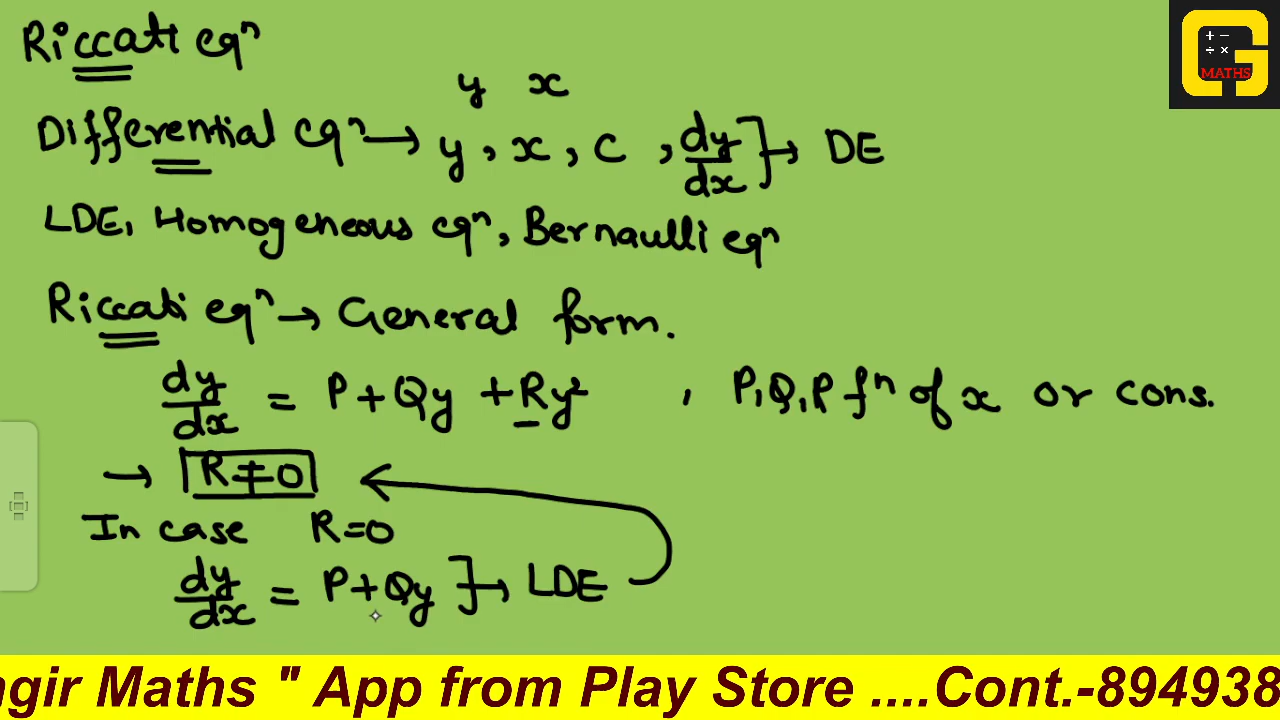 Riccati eqⁿ
+ −
÷ ×
MATHS
y x
Differential eqⁿ → y, x, C, dy/dx ] → DE
LDE, Homogeneous eqⁿ, Bernaulli eqⁿ
Riccati eqⁿ → General form.
dy/dx = P + Qy + Ry² , P, Q, P fⁿ of x or cons.
→ R ≠ 0 ←
In case R=0
dy/dx = P + Qy ] → LDE
ngir Maths " App from Play Store ....Cont.-894938